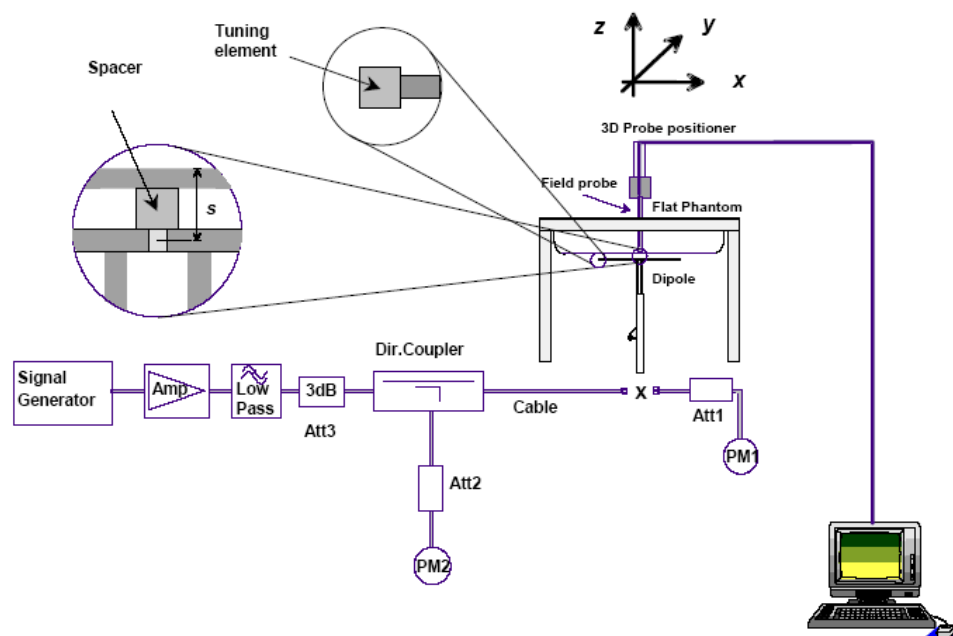 Tuning
element
Spacer
z
y
x
3D Probe positioner
Field probe
Flat Phantom
s
Dipole
Dir.Coupler
Signal
Generator
Amp
Low
Pass
3dB
Att3
Cable
X
Att1
PM1
Att2
PM2